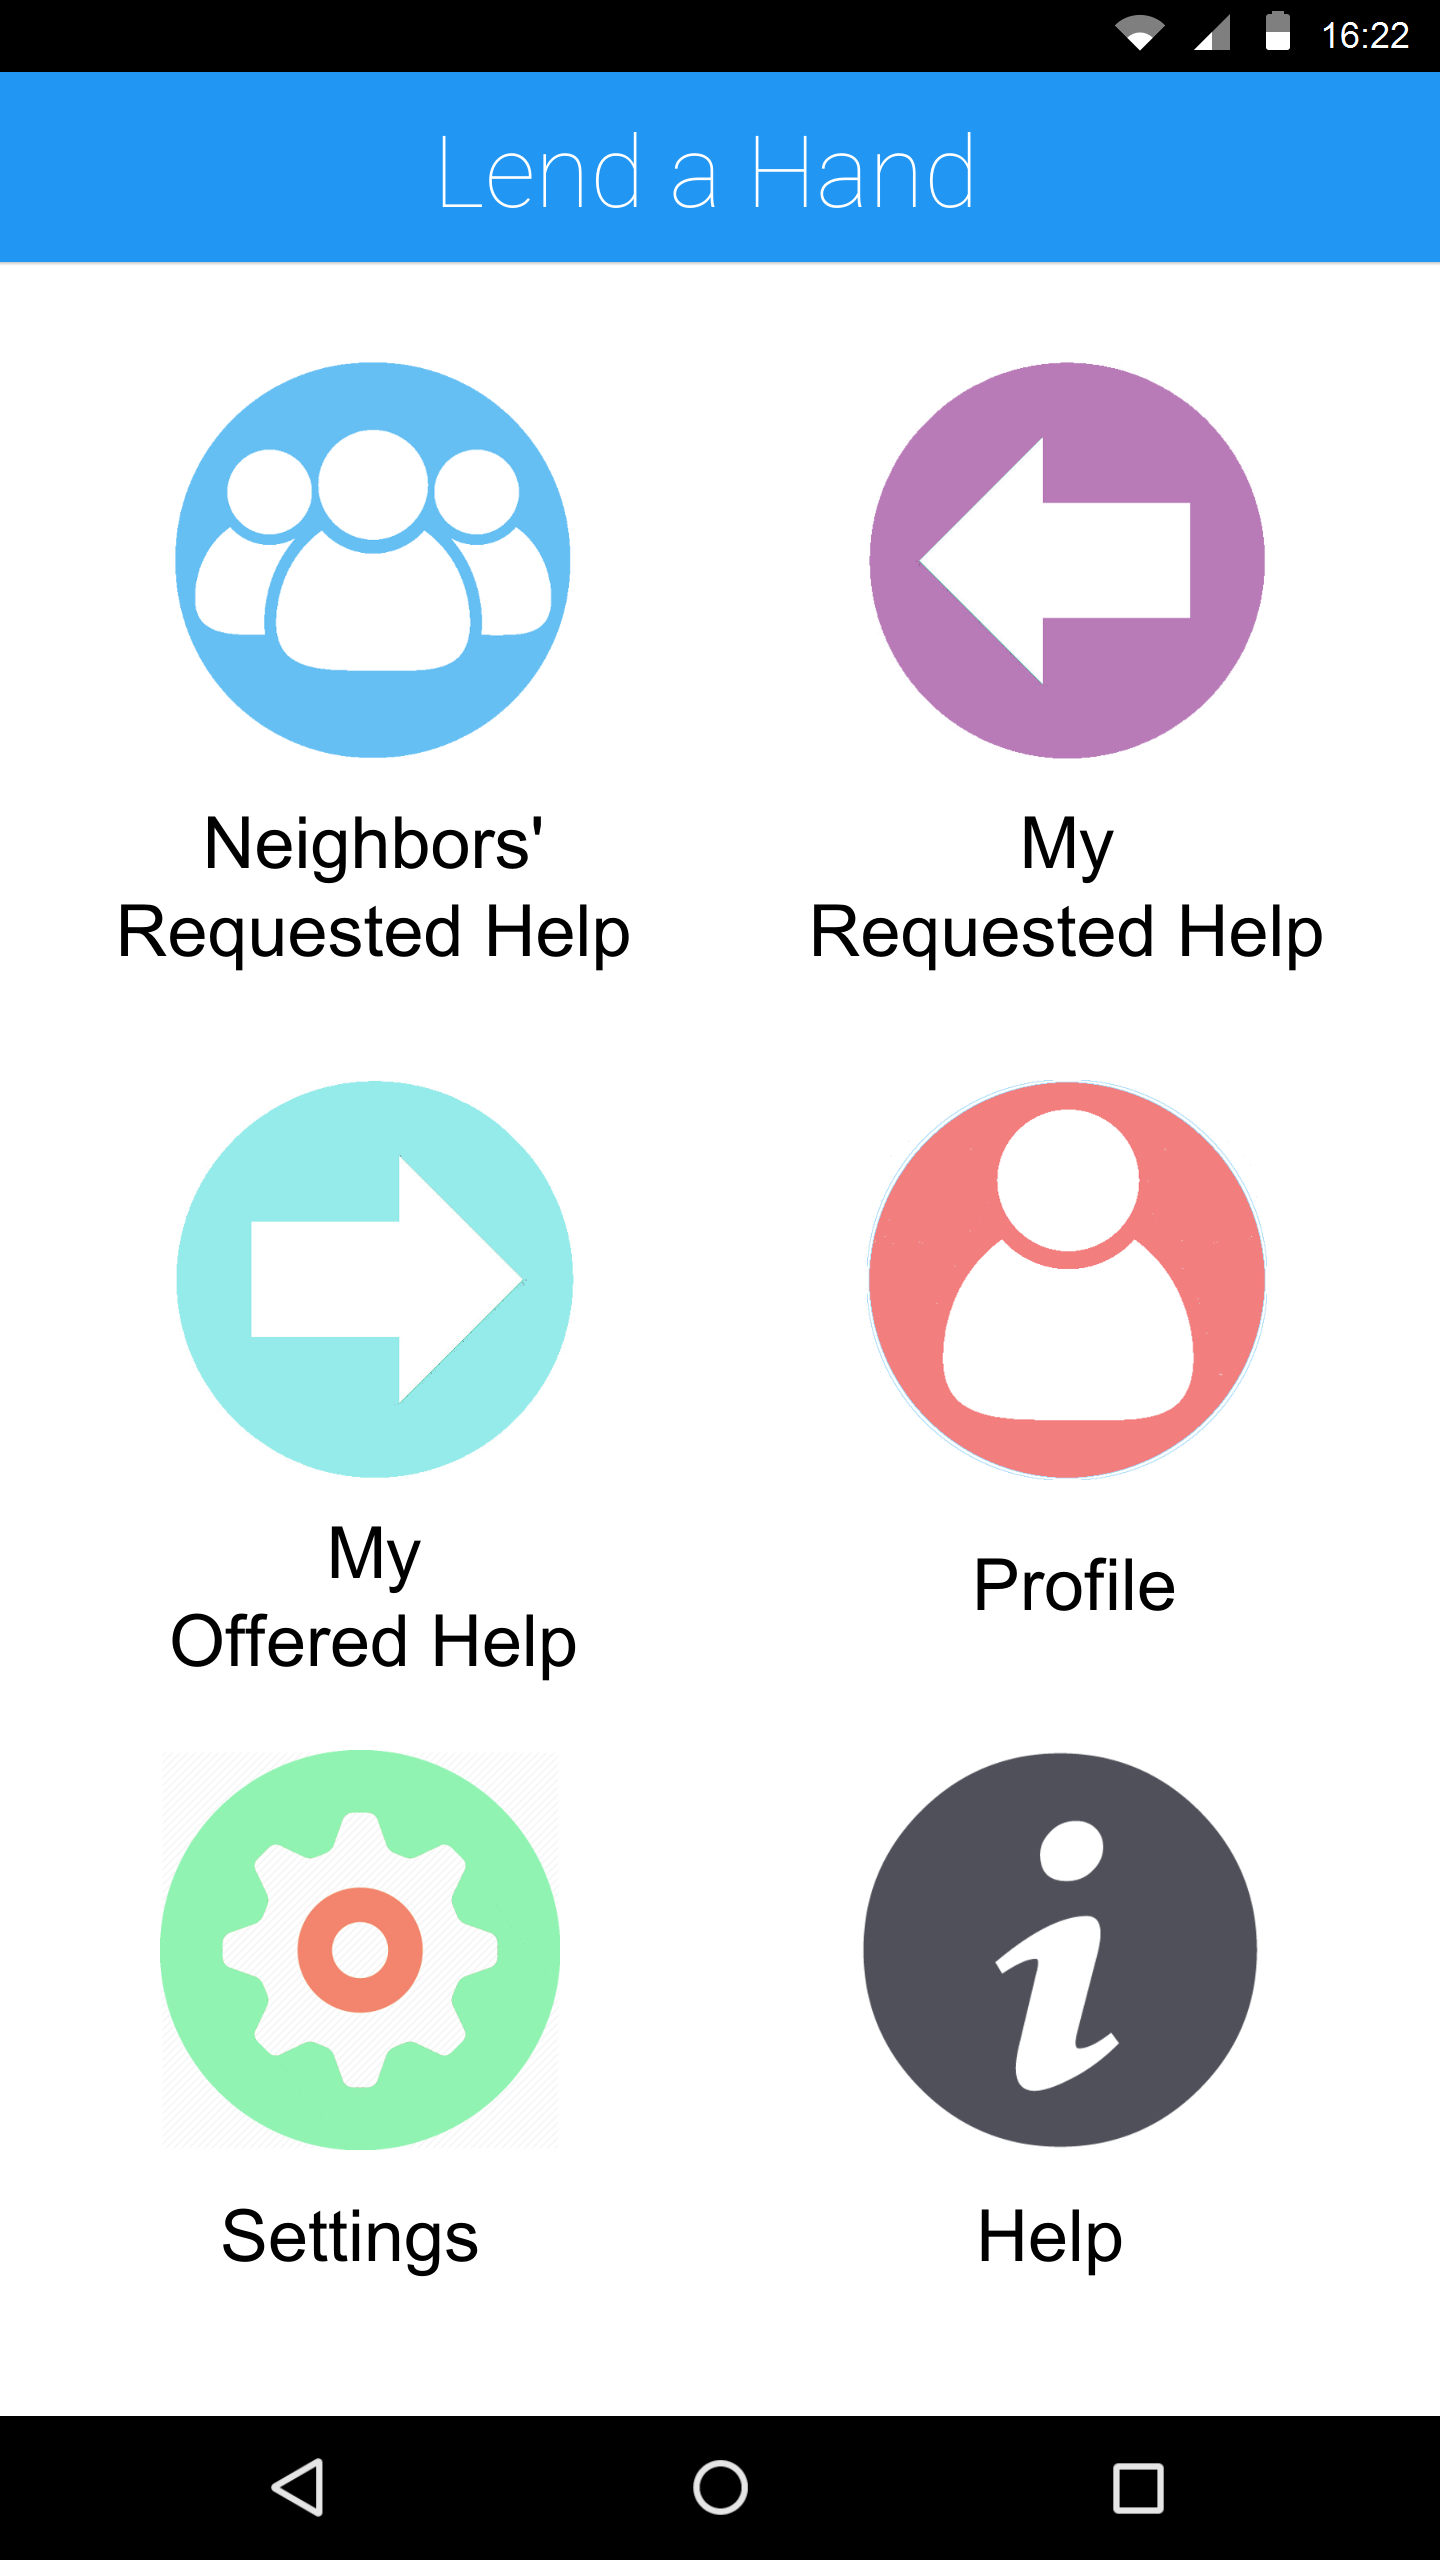 16:22
Lend a Hand
Neighbors'
Requested Help
My
Requested Help
My
Offered Help
Profile
Settings
Help